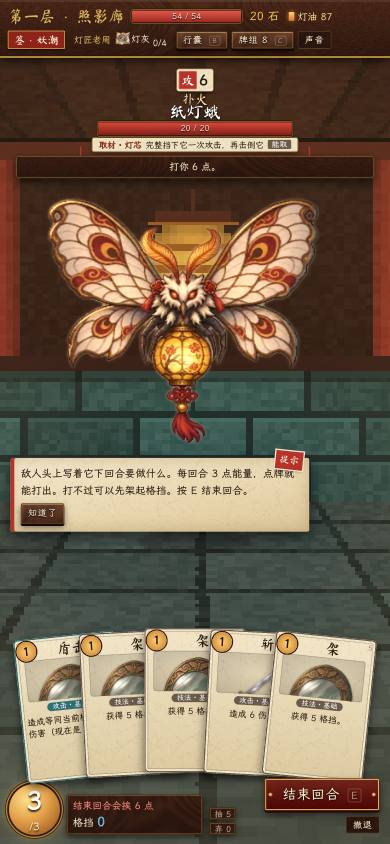 第一层 · 照影廊
54 / 54
20 石
灯油 87
签 · 妖潮
灯匠老周
灯灰 0/4
行囊 B
牌组 8 C
声音
攻 6
扑火
纸灯蛾
20 / 20
取材 · 灯芯 完整挡下它一次攻击，再击倒它 能取
打你 6 点。
提示
敌人头上写着它下回合要做什么。每回合 3 点能量，点牌就
能打出。打不过可以先架起格挡。按 E 结束回合。
知道了
1 盾
攻击 · 基
造成等同当前
伤害（现在是
1 架
技法 · 基
获得 5 格
1 架
技法 · 基
获得 5 格
1 斩
攻击 · 基
造成 6 伤
1 架 5
技法 · 基础
获得 5 格挡。
3
/3
结束回合会挨 6 点
格挡 0
抽 5
弃 0
结束回合 E
撤退